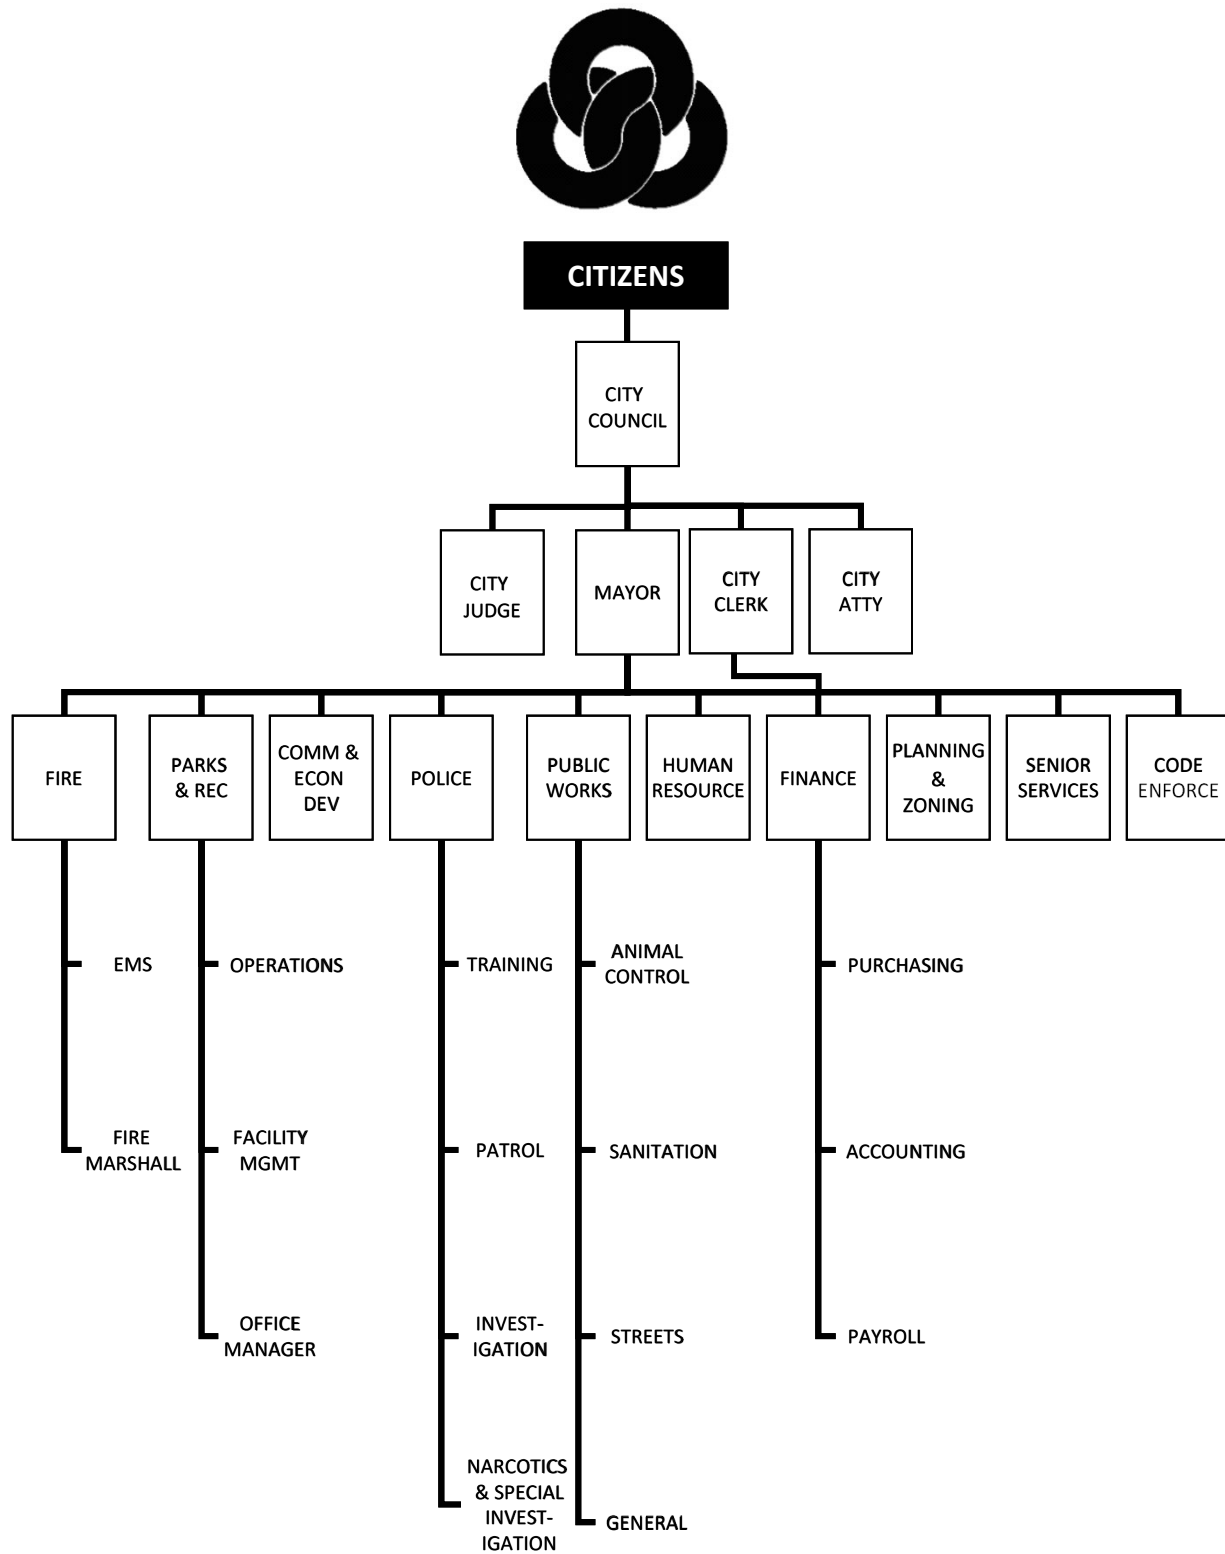 CITIZENS
CITY
COUNCIL
CITY
JUDGE
MAYOR
CITY
CLERK
CITY
ATTY
FIRE
PARKS
& REC
COMM &
ECON
DEV
POLICE
PUBLIC
WORKS
HUMAN
RESOURCE
FINANCE
PLANNING
&
ZONING
SENIOR
SERVICES
CODE
ENFORCE
EMS
FIRE
MARSHALL
OPERATIONS
FACILITY
MGMT
OFFICE
MANAGER
TRAINING
PATROL
INVEST-
IGATION
NARCOTICS
& SPECIAL
INVEST-
IGATION
ANIMAL
CONTROL
SANITATION
STREETS
GENERAL
PURCHASING
ACCOUNTING
PAYROLL